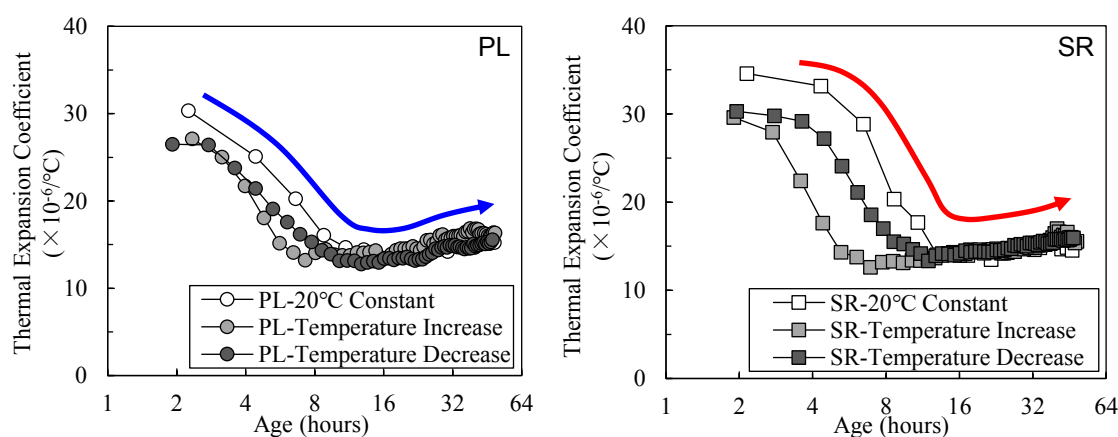 PL
40
30
20
10
0
Thermal Expansion Coefficient
(×10⁻⁶/℃)
PL-20℃ Constant
PL-Temperature Increase
PL-Temperature Decrease
1 2 4 8 16 32 64
Age (hours)
SR
40
30
20
10
0
Thermal Expansion Coefficient
(×10⁻⁶/℃)
SR-20℃ Constant
SR-Temperature Increase
SR-Temperature Decrease
1 2 4 8 16 32 64
Age (hours)